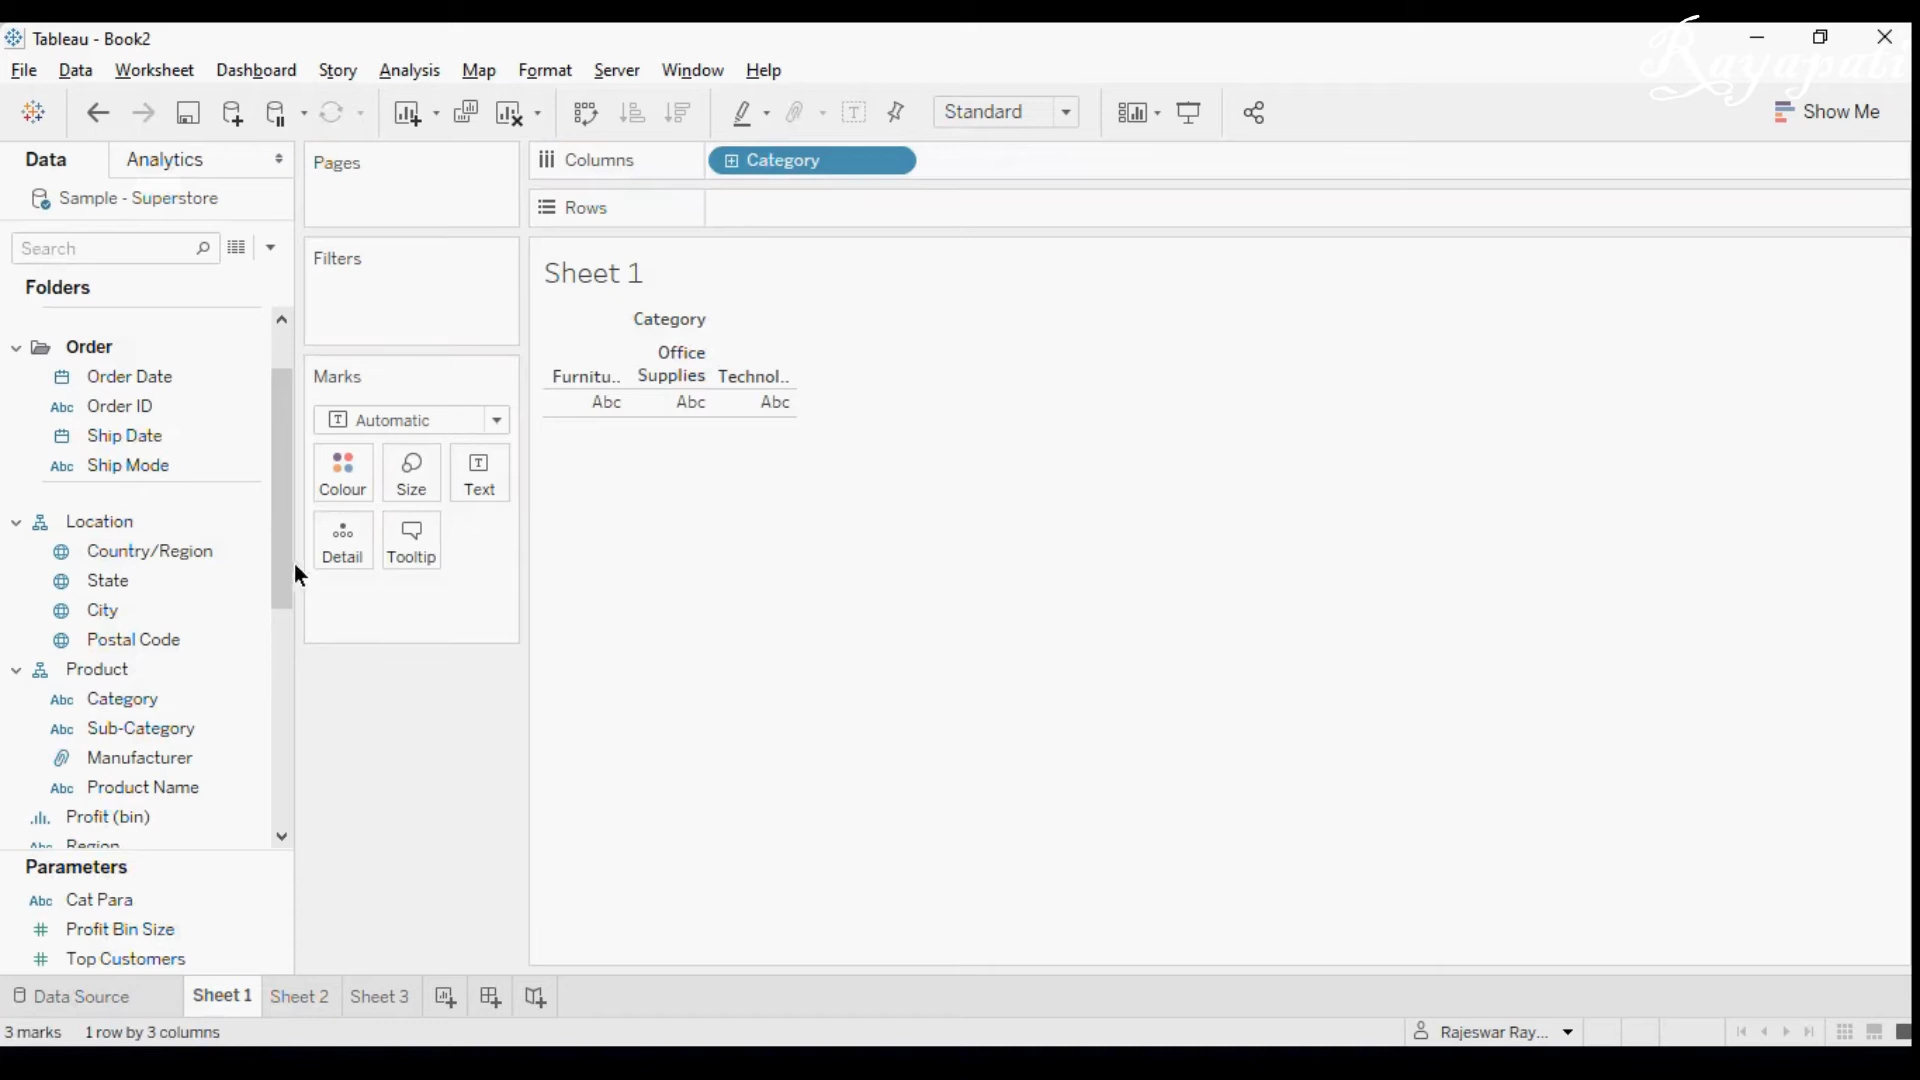 Rayapati
Tableau - Book2
File Data Worksheet Dashboard Story Analysis Map Format Server Window Help
Standard
Show Me
Data
Analytics
Sample - Superstore
Search
Folders
Order
Order Date
Abc Order ID
Ship Date
Abc Ship Mode
Location
Country/Region
State
City
Postal Code
Product
Abc Category
Abc Sub-Category
Manufacturer
Abc Product Name
Profit (bin)
Abc Region
Parameters
Abc Cat Para
# Profit Bin Size
# Top Customers
Pages
Filters
Marks
Automatic
Colour Size Text
Detail Tooltip
Columns
Category
Rows
Sheet 1
Category
Office
Furnitu.. Supplies Technol..
Abc Abc Abc
Data Source Sheet 1 Sheet 2 Sheet 3
3 marks 1 row by 3 columns
Rajeswar Ray...